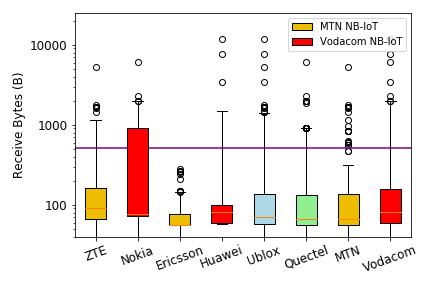 MTN NB-IoT
Vodacom NB-IoT
10000
1000
100
Receive Bytes (B)
ZTE Nokia Ericsson Huawei Ublox Quectel MTN Vodacom